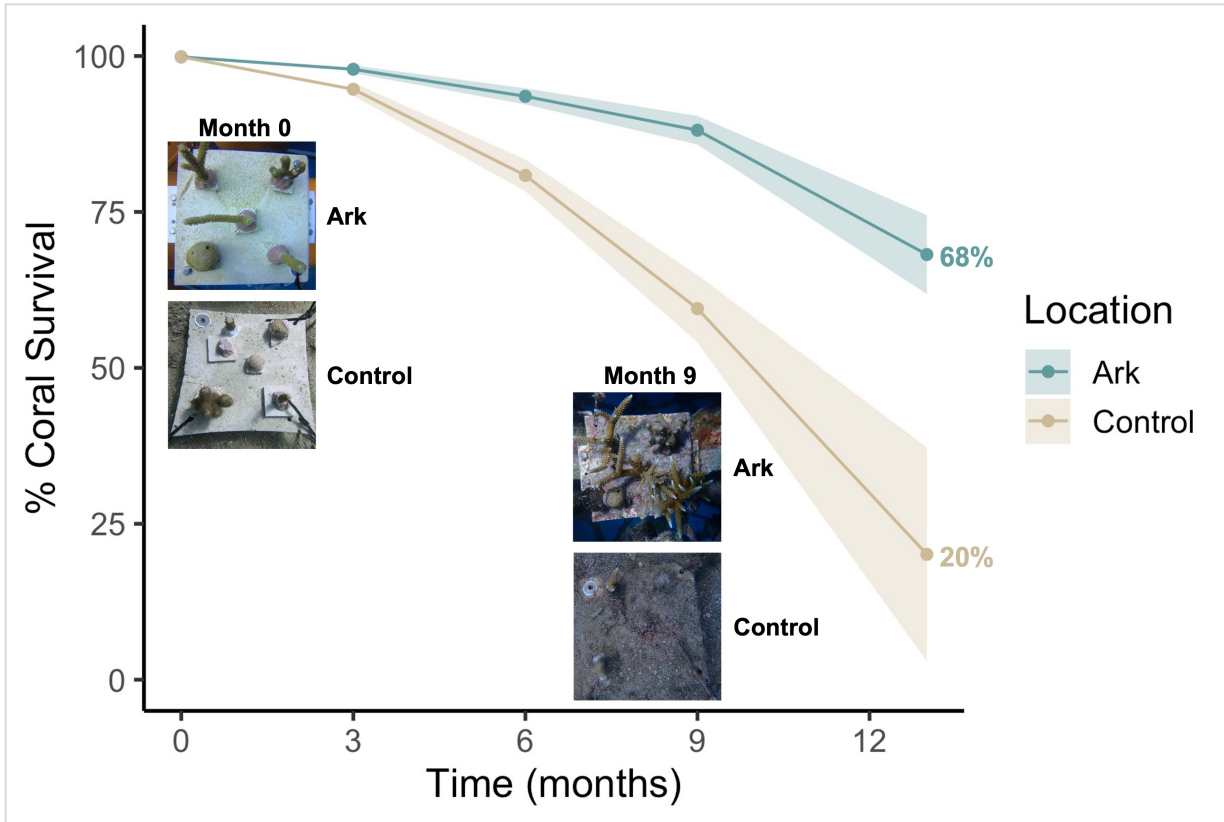 % Coral Survival
100
75
50
25
0
Month 0
Ark
Control
Month 9
Ark
Control
68%
20%
Location
Ark
Control
0 3 6 9 12
Time (months)